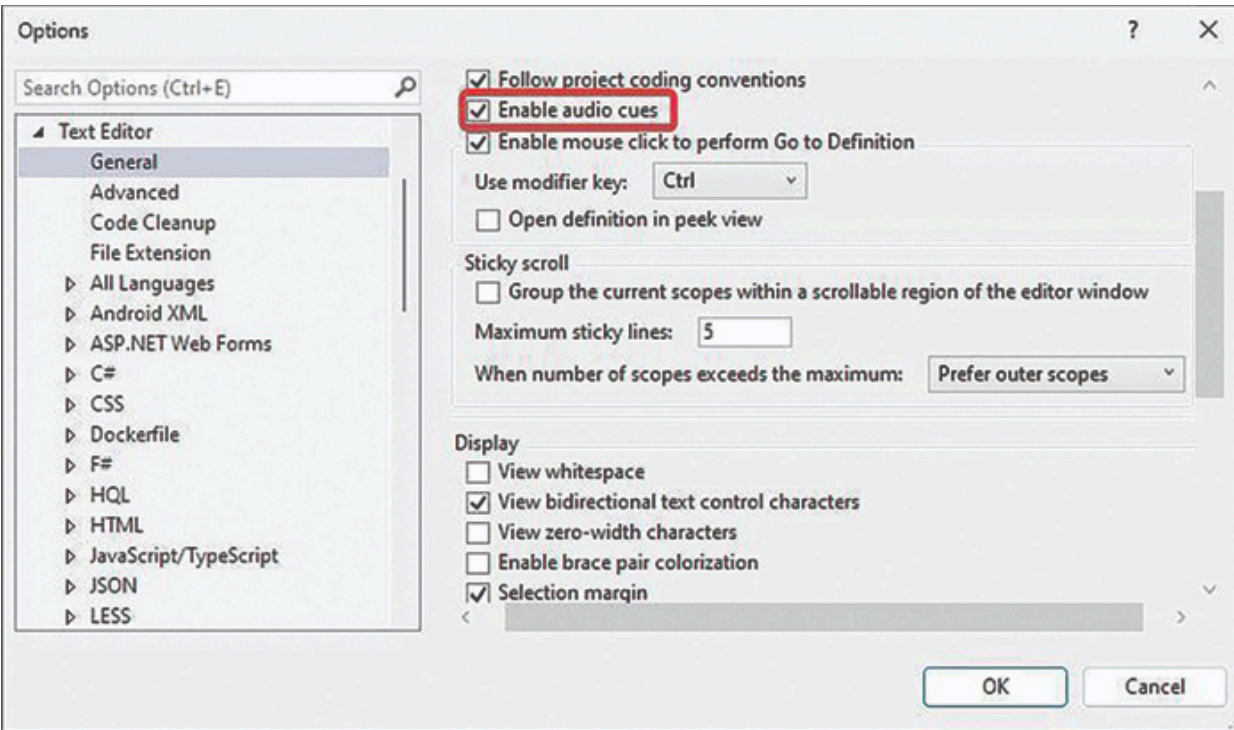 Options
?
Search Options (Ctrl+E)
Text Editor
General
Advanced
Code Cleanup
File Extension
All Languages
Android XML
ASP.NET Web Forms
C#
CSS
Dockerfile
F#
HQL
HTML
JavaScript/TypeScript
JSON
LESS
Follow project coding conventions
Enable audio cues
Enable mouse click to perform Go to Definition
Use modifier key: Ctrl
Open definition in peek view
Sticky scroll
Group the current scopes within a scrollable region of the editor window
Maximum sticky lines: 5
When number of scopes exceeds the maximum: Prefer outer scopes
Display
View whitespace
View bidirectional text control characters
View zero-width characters
Enable brace pair colorization
Selection margin
OK Cancel